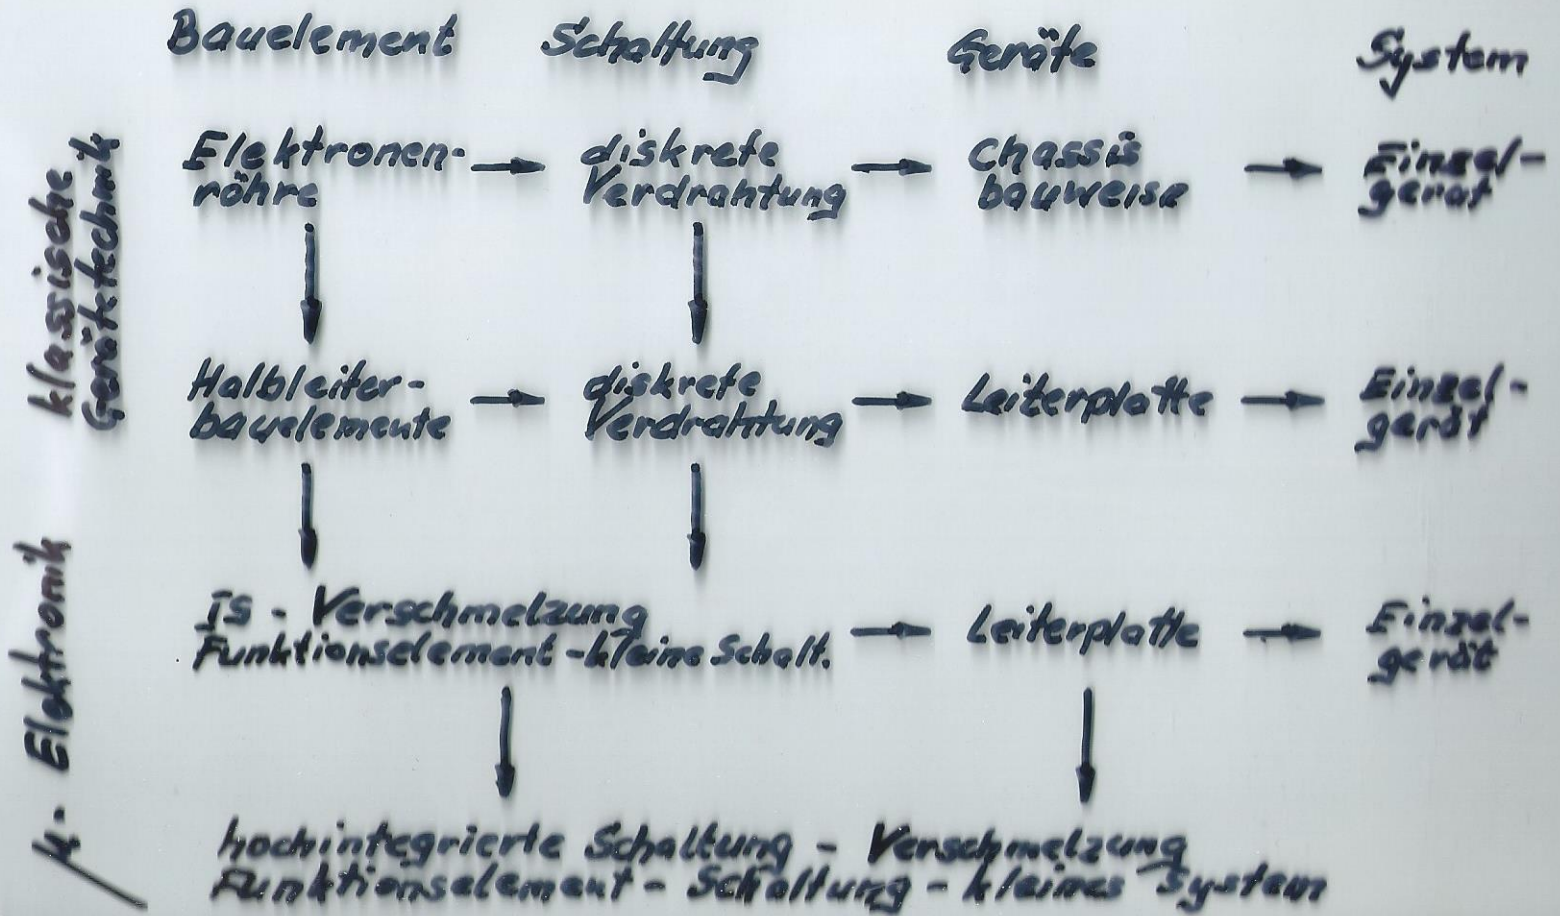 Bauelement Schaltung Geräte System
klassische
Gerätetechnik
Elektronen- → diskrete → Chassis → Einzel-
röhre Verdrahtung bauweise gerät
Halbleiter- → diskrete → Leiterplatte → Einzel-
bauelemente Verdrahtung gerät
μ- Elektronik
IS - Verschmelzung → Leiterplatte → Einzel-
Funktionselement - kleine Schalt. gerät
hochintegrierte Schaltung - Verschmelzung
Funktionselement - Schaltung - kleines System